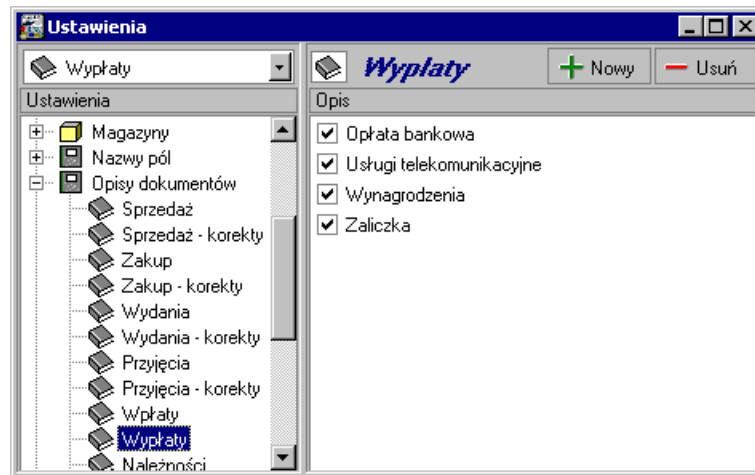 Ustawienia
Wypłaty
Wypłaty
Nowy
Usuń
Ustawienia
Opis
Magazyny
Nazwy pól
Opisy dokumentów
Sprzedaż
Sprzedaż - korekty
Zakup
Zakup - korekty
Wydania
Wydania - korekty
Przyjęcia
Przyjęcia - korekty
Wpłaty
Wypłaty
Należności
Opłata bankowa
Usługi telekomunikacyjne
Wynagrodzenia
Zaliczka